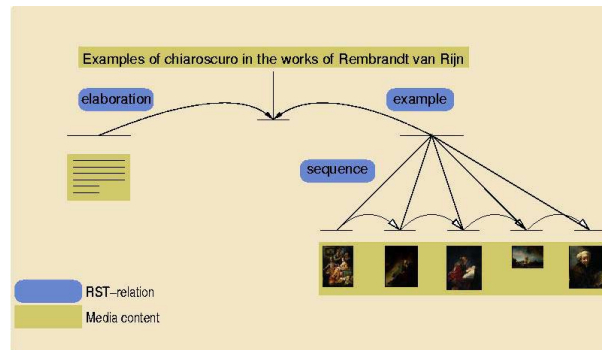 Examples of chiaroscuro in the works of Rembrandt van Rijn
elaboration
example
sequence
RST–relation
Media content